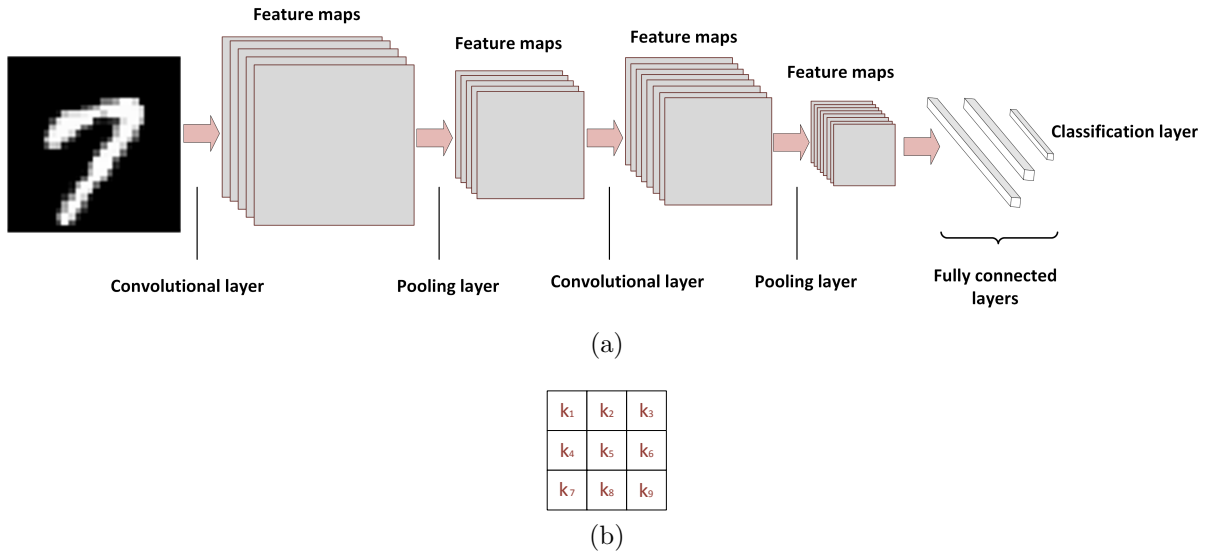 Feature maps
Feature maps
Feature maps
Feature maps
Classification layer
Convolutional layer
Pooling layer
Convolutional layer
Pooling layer
Fully connected
layers
(a)
k₁ k₂ k₃
k₄ k₅ k₆
k₇ k₈ k₉
(b)